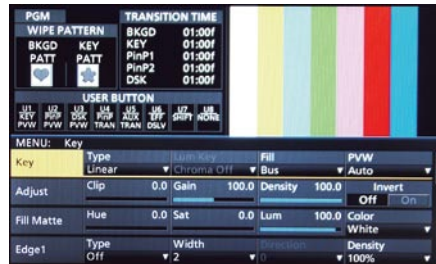 PGM
WIPE PATTERN
BKGD KEY
PATT PATT
TRANSITION TIME
BKGD 01:00f
KEY 01:00f
PinP1 01:00f
PinP2 01:00f
DSK 01:00f
USER BUTTON
U1 U2 U3 U4 U5 U6 U7 U8
KEY PinP DSK PinP AUX EFF SHIFT NONE
PVW PVW PVW TRAN TRAN DSLV
MENU: Key
Key Type Lum Key Fill PVW
Linear Chroma Off Bus Auto
Adjust Clip 0.0 Gain 100.0 Density 100.0 Invert
Off On
Fill Matte Hue 0.0 Sat 0.0 Lum 100.0 Color
White
Edge1 Type Width Direction Density
Off 2 0 100%